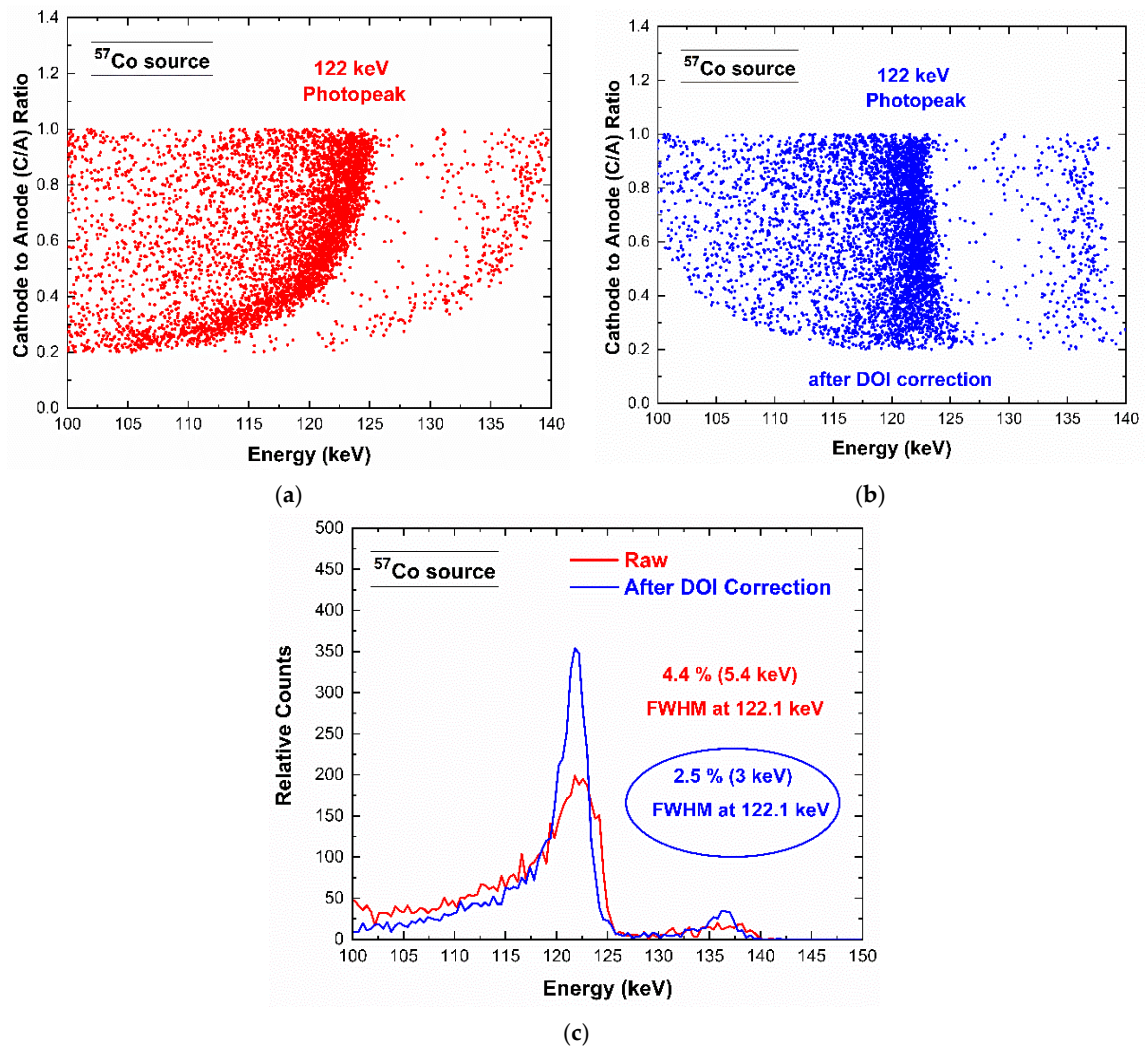 1.4
1.2
1.0
0.8
0.6
0.4
0.2
0.0
Cathode to Anode (C/A) Ratio
⁵⁷Co source
122 keV
Photopeak
100 105 110 115 120 125 130 135 140
Energy (keV)
(a)
1.4
1.2
1.0
0.8
0.6
0.4
0.2
0.0
Cathode to Anode (C/A) Ratio
⁵⁷Co source
122 keV
Photopeak
after DOI correction
100 105 110 115 120 125 130 135 140
Energy (keV)
(b)
500
450
400
350
300
250
200
150
100
50
0
Relative Counts
⁵⁷Co source
Raw
After DOI Correction
4.4 % (5.4 keV)
FWHM at 122.1 keV
2.5 % (3 keV)
FWHM at 122.1 keV
100 105 110 115 120 125 130 135 140 145 150
Energy (keV)
(c)